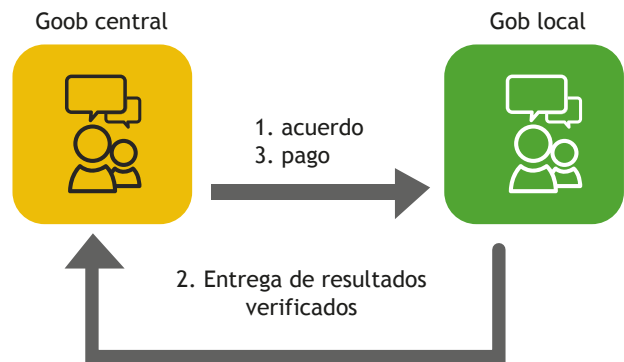 Goob central
Gob local
1. acuerdo
3. pago
2. Entrega de resultados
verificados